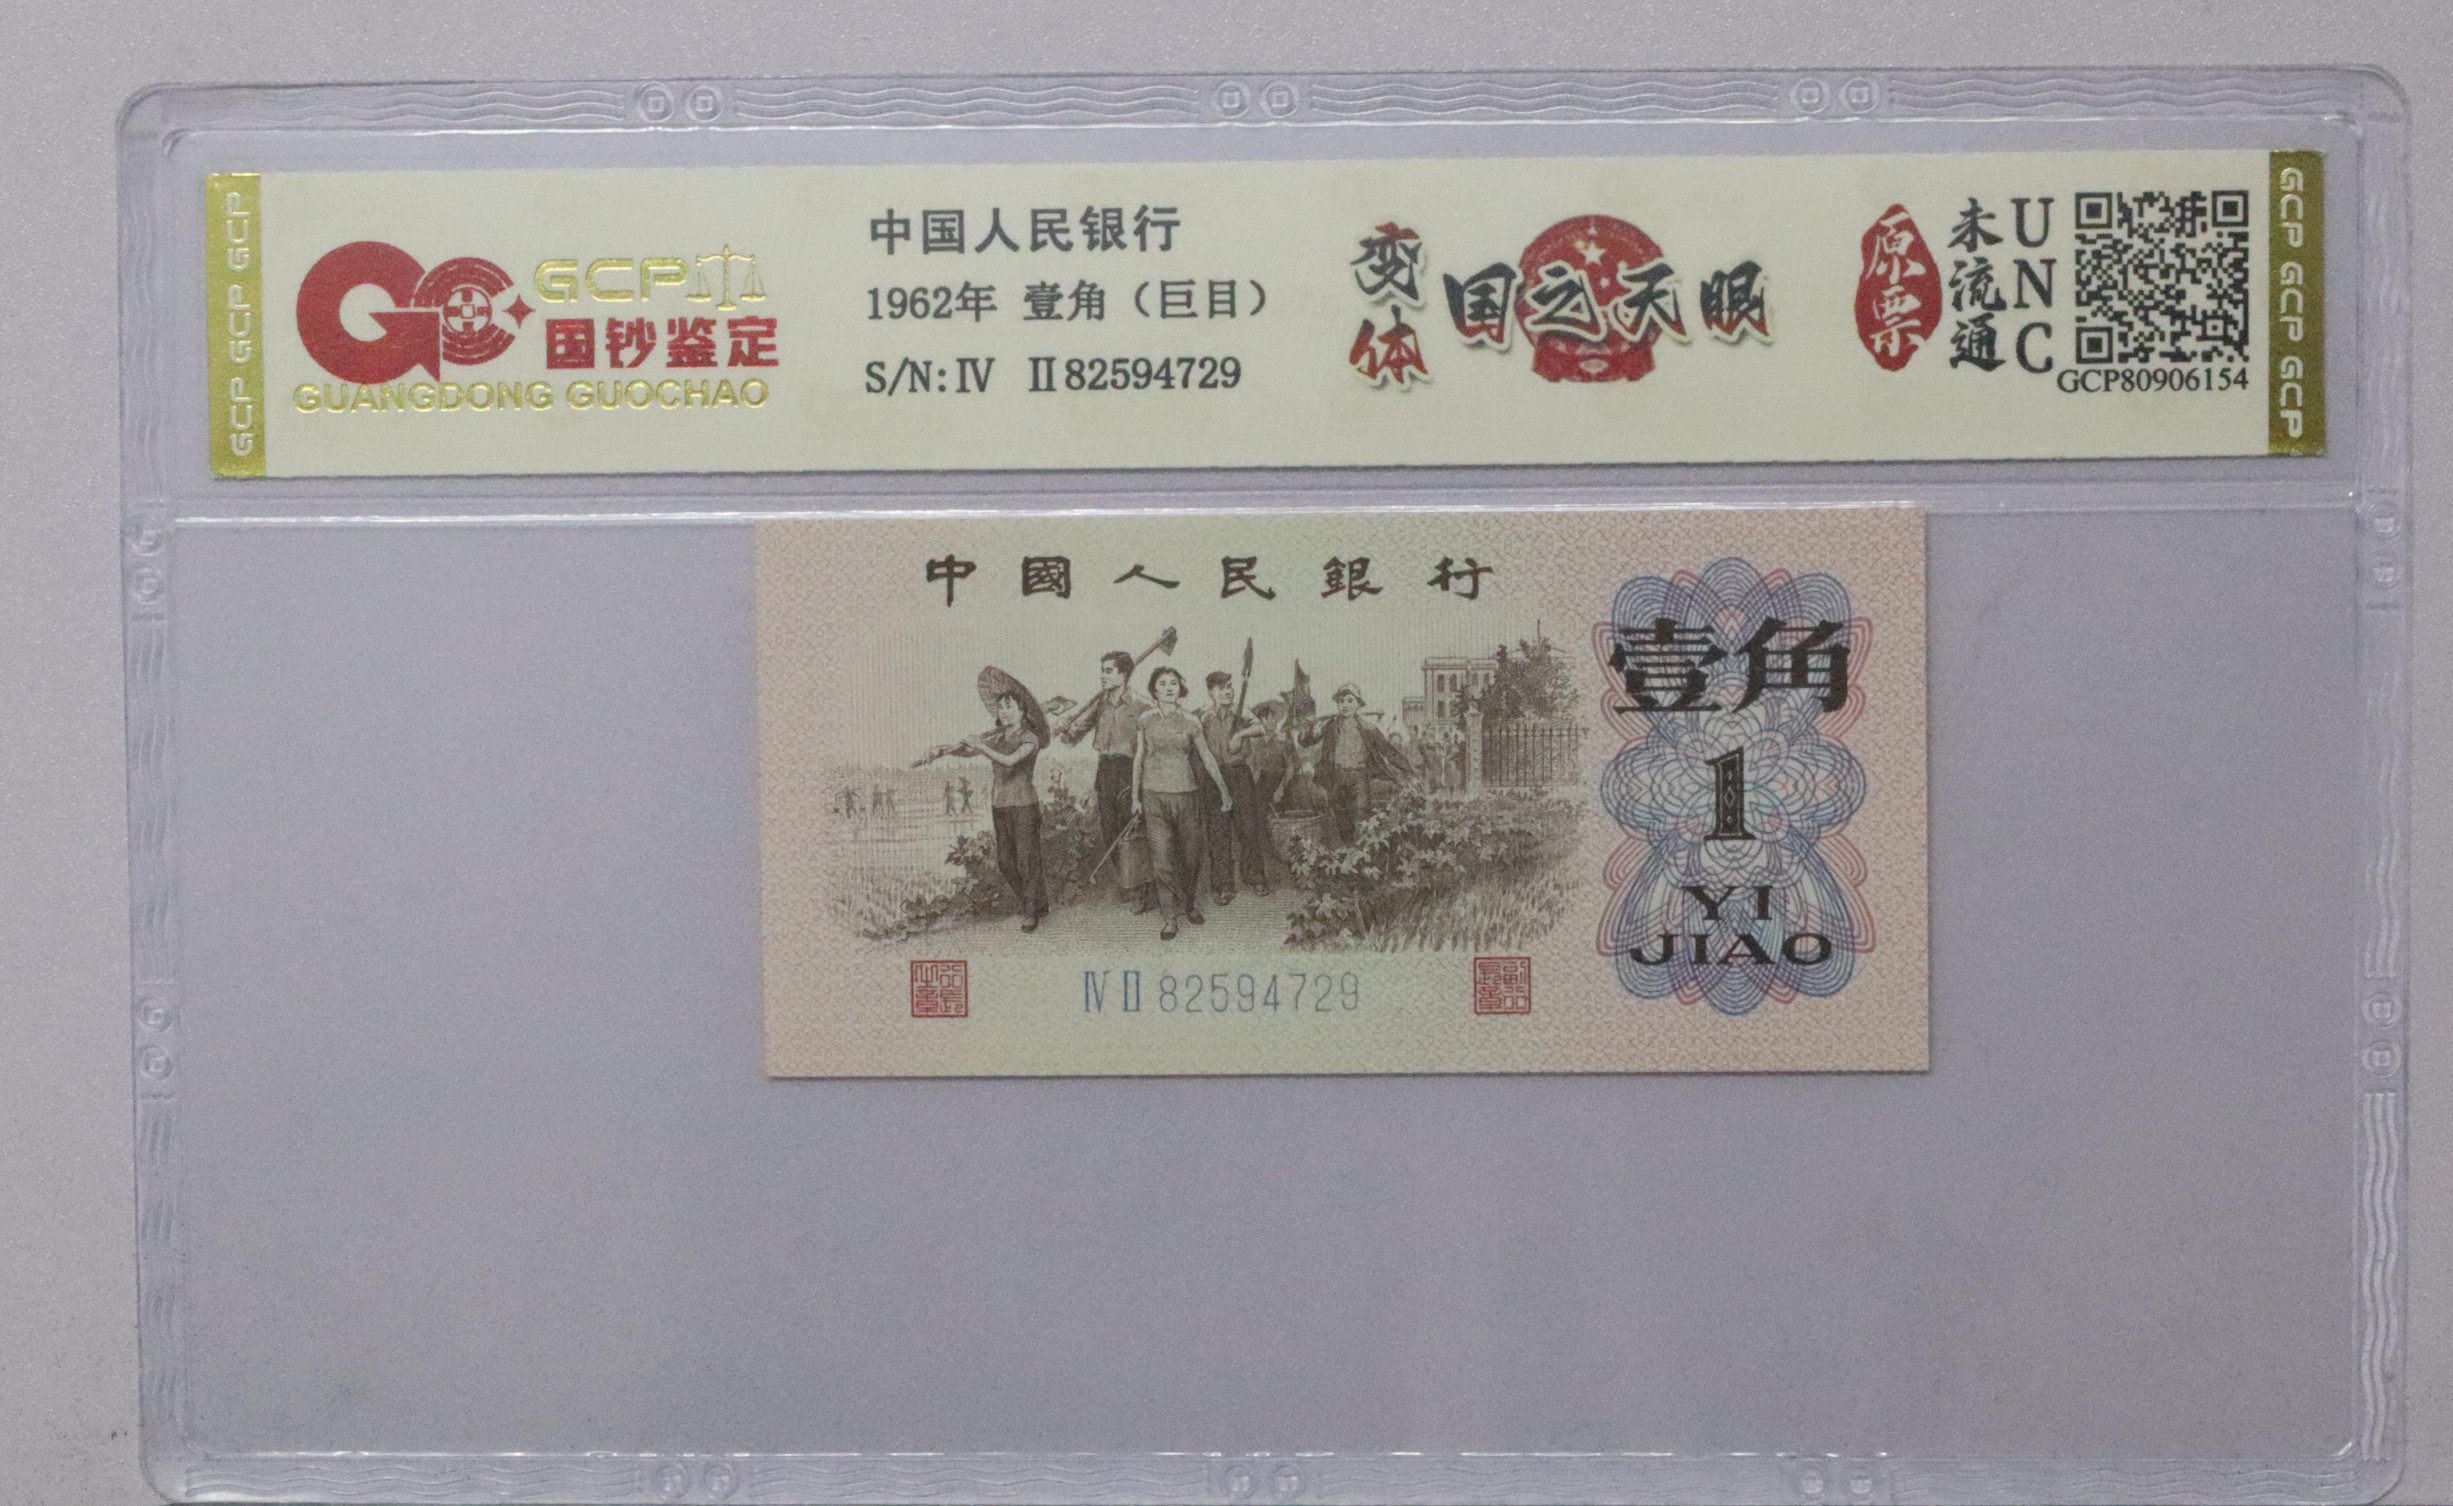 GCP GCP GCP
GCP
国钞鉴定
GUANGDONG GUOCHAO
中国人民银行
1962年 壹角（巨目）
S/N: IV II 82594729
变体
国之天眼
原票
未流通
UNC
GCP80906154
GCP GCP GCP
中國人民銀行
壹角
1
YI
JIAO
IV II 82594729